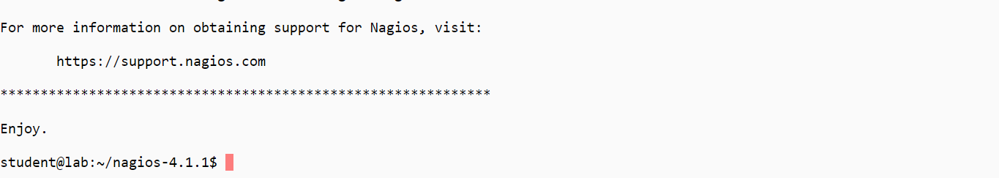 For more information on obtaining support for Nagios, visit:
https://support.nagios.com
*************************************************************
Enjoy.
student@lab:~/nagios-4.1.1$